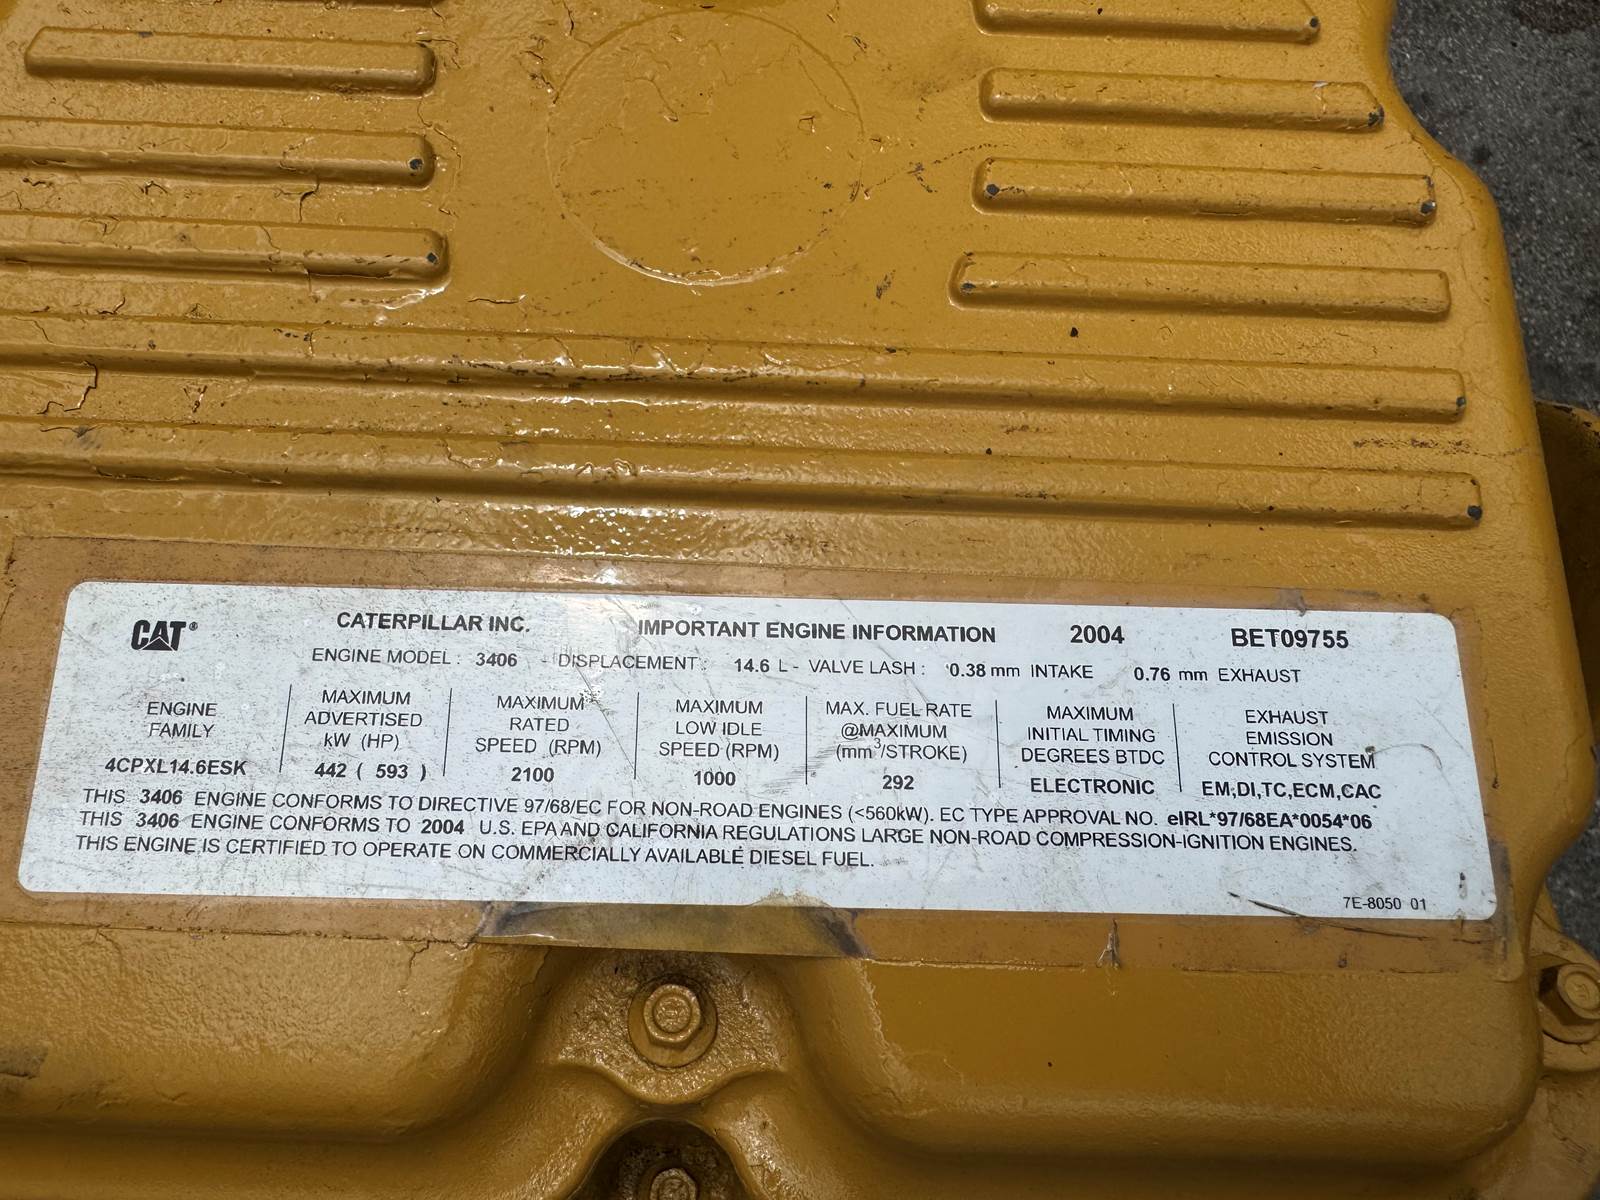 CAT® CATERPILLAR INC. IMPORTANT ENGINE INFORMATION 2004 BET09755
ENGINE MODEL : 3406 - DISPLACEMENT : 14.6 L - VALVE LASH : 0.38 mm INTAKE 0.76 mm EXHAUST
ENGINE
FAMILY
4CPXL14.6ESK
MAXIMUM
ADVERTISED
kW (HP)
442 ( 593 )
MAXIMUM
RATED
SPEED (RPM)
2100
MAXIMUM
LOW IDLE
SPEED (RPM)
1000
MAX. FUEL RATE
@MAXIMUM
(mm³/STROKE)
292
MAXIMUM
INITIAL TIMING
DEGREES BTDC
ELECTRONIC
EXHAUST
EMISSION
CONTROL SYSTEM
EM,DI,TC,ECM,CAC
THIS 3406 ENGINE CONFORMS TO DIRECTIVE 97/68/EC FOR NON-ROAD ENGINES (<560kW). EC TYPE APPROVAL NO. eIRL*97/68EA*0054*06
THIS 3406 ENGINE CONFORMS TO 2004 U.S. EPA AND CALIFORNIA REGULATIONS LARGE NON-ROAD COMPRESSION-IGNITION ENGINES.
THIS ENGINE IS CERTIFIED TO OPERATE ON COMMERCIALLY AVAILABLE DIESEL FUEL.
7E-8050 01